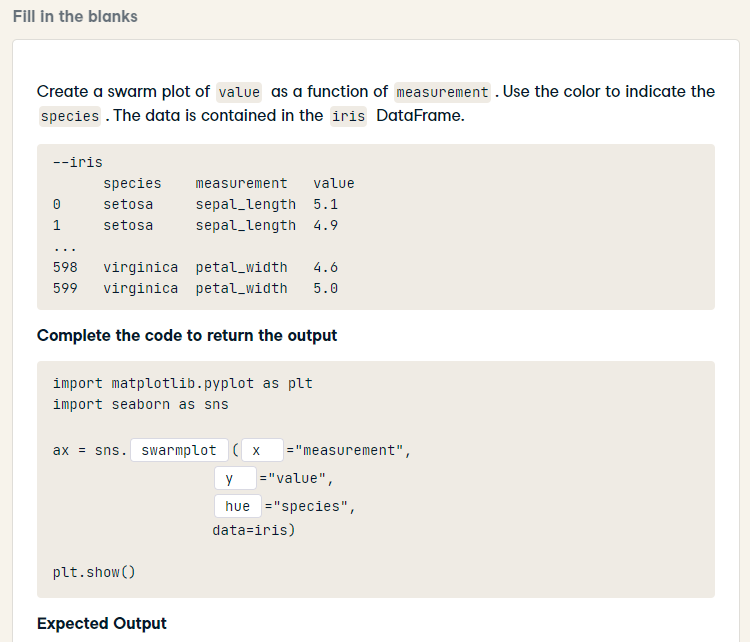 Fill in the blanks
Create a swarm plot of value as a function of measurement . Use the color to indicate the
species . The data is contained in the iris DataFrame.
--iris
species measurement value
0 setosa sepal_length 5.1
1 setosa sepal_length 4.9
...
598 virginica petal_width 4.6
599 virginica petal_width 5.0
Complete the code to return the output
import matplotlib.pyplot as plt
import seaborn as sns
ax = sns. swarmplot ( x ="measurement",
y ="value",
hue ="species",
data=iris)
plt.show()
Expected Output